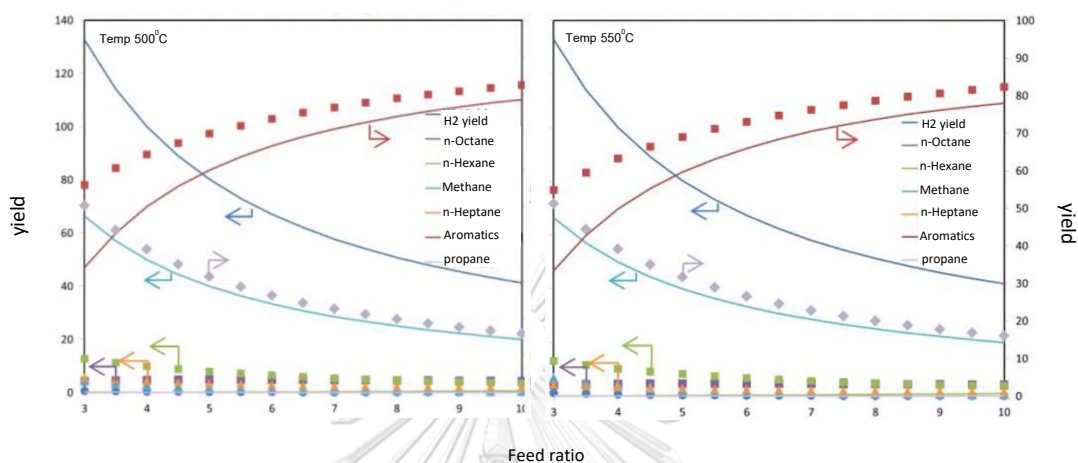 140
120
100
80
60
40
20
0
3
4
5
6
7
8
9
10
yield
Temp 500°C
H2 yield
n-Octane
n-Hexane
Methane
n-Heptane
Aromatics
propane
3
4
5
6
7
8
9
10
Temp 550°C
H2 yield
n-Octane
n-Hexane
Methane
n-Heptane
Aromatics
propane
100
90
80
70
60
50
40
30
20
10
0
yield
Feed ratio